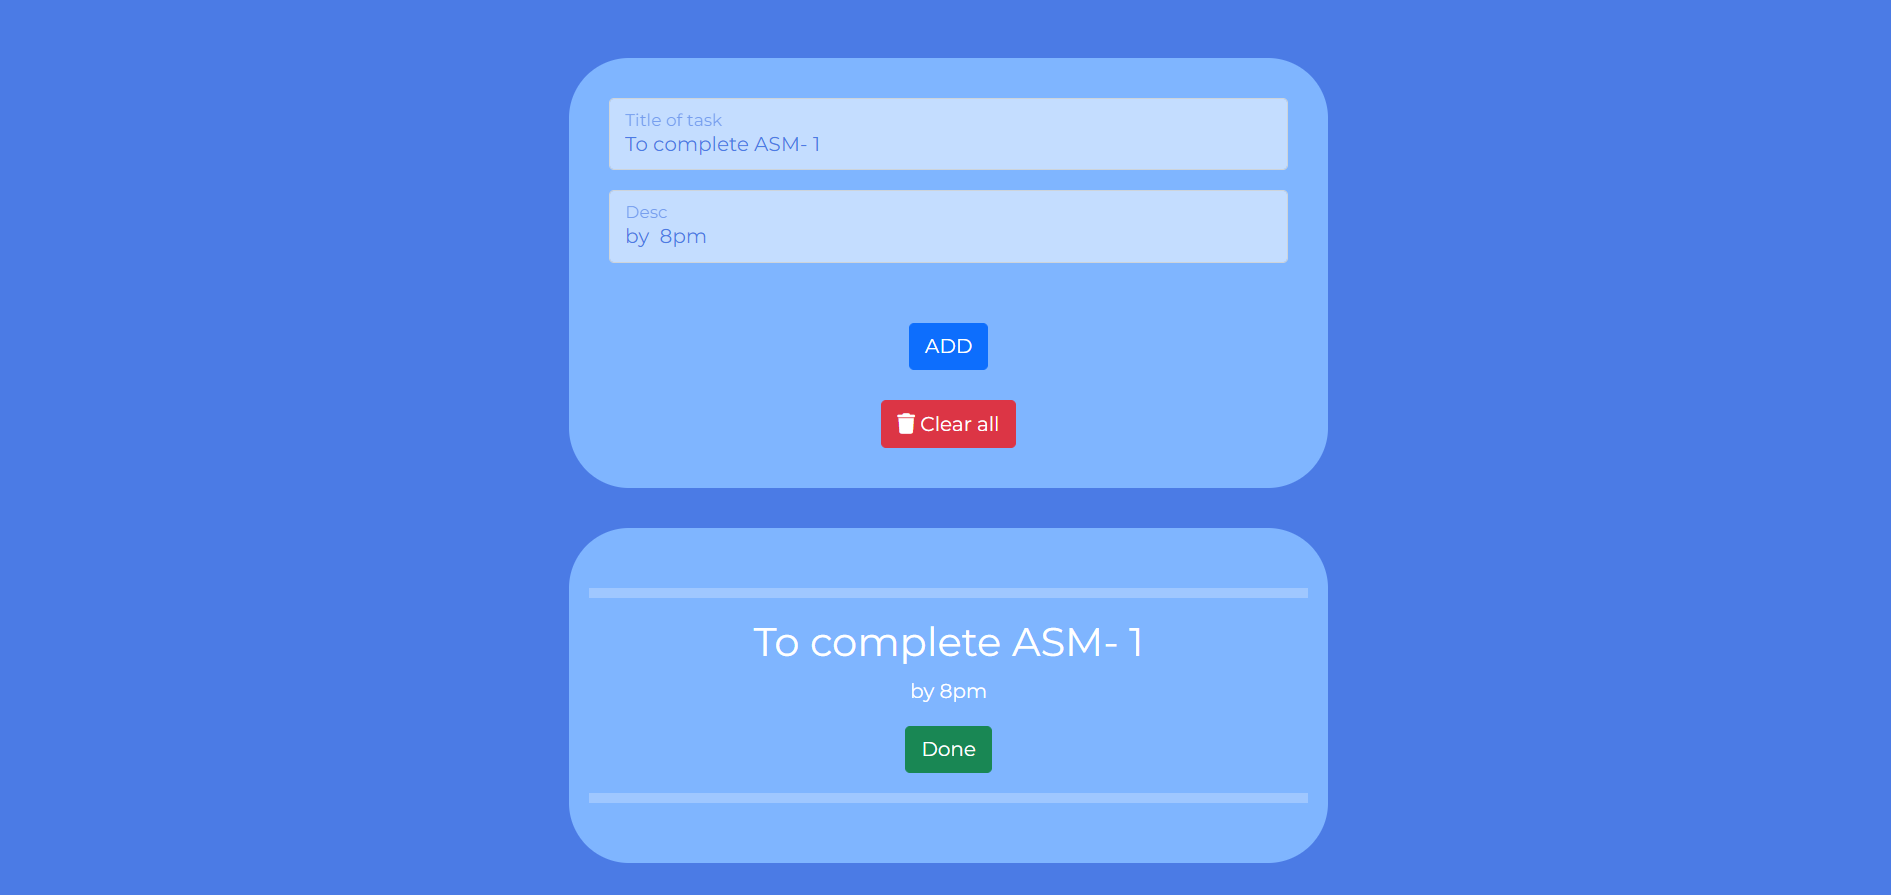 Title of task
To complete ASM- 1
Desc
by  8pm
ADD
Clear all
To complete ASM- 1
by 8pm
Done